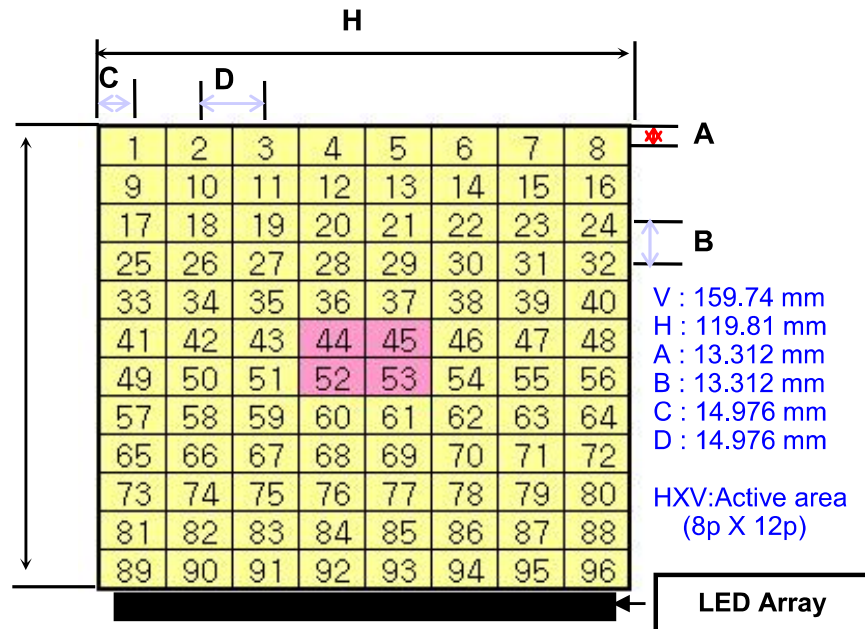 H
C D
A
1 2 3 4 5 6 7 8
9 10 11 12 13 14 15 16
17 18 19 20 21 22 23 24
B
25 26 27 28 29 30 31 32
33 34 35 36 37 38 39 40
41 42 43 44 45 46 47 48
49 50 51 52 53 54 55 56
57 58 59 60 61 62 63 64
65 66 67 68 69 70 71 72
73 74 75 76 77 78 79 80
81 82 83 84 85 86 87 88
89 90 91 92 93 94 95 96
V : 159.74 mm
H : 119.81 mm
A : 13.312 mm
B : 13.312 mm
C : 14.976 mm
D : 14.976 mm
HXV:Active area
(8p X 12p)
LED Array